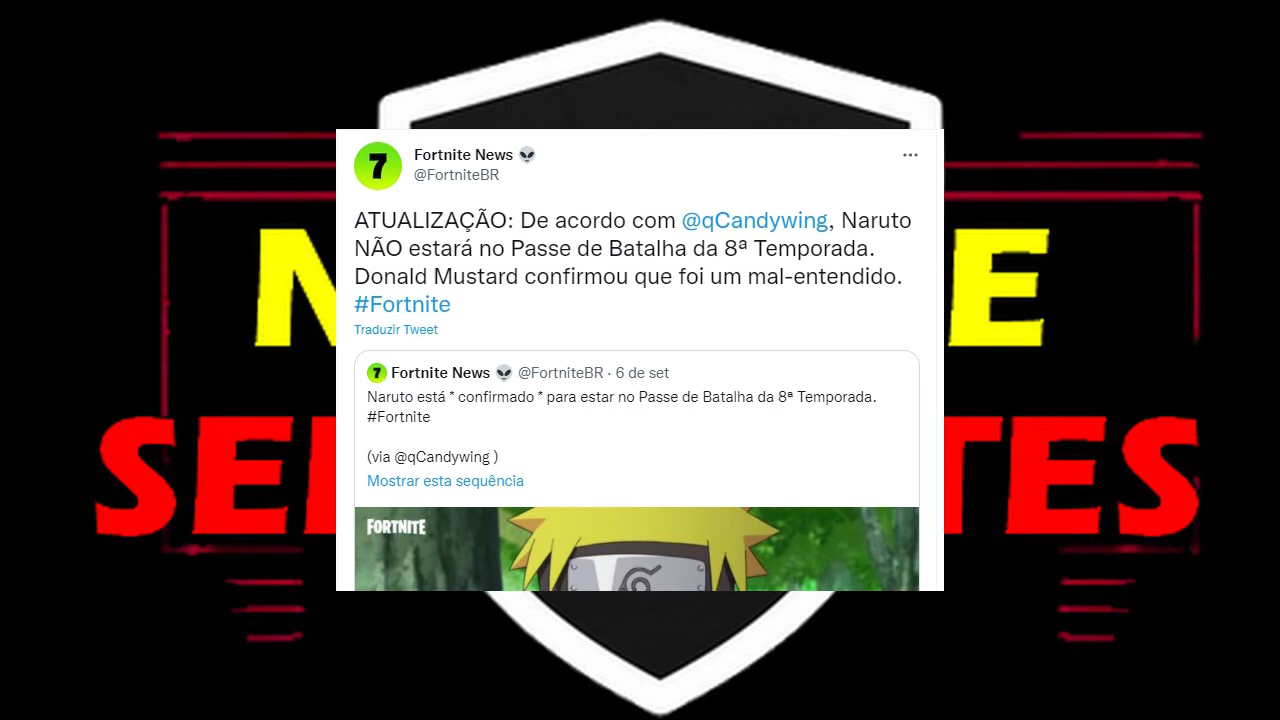 Fortnite News
@FortniteBR
ATUALIZAÇÃO: De acordo com @qCandywing, Naruto
NÃO estará no Passe de Batalha da 8ª Temporada.
Donald Mustard confirmou que foi um mal-entendido.
#Fortnite
Traduzir Tweet
7
7 Fortnite News @FortniteBR · 6 de set
Naruto está * confirmado * para estar no Passe de Batalha da 8ª Temporada.
#Fortnite
(via @qCandywing )
Mostrar esta sequência
FORTNITE